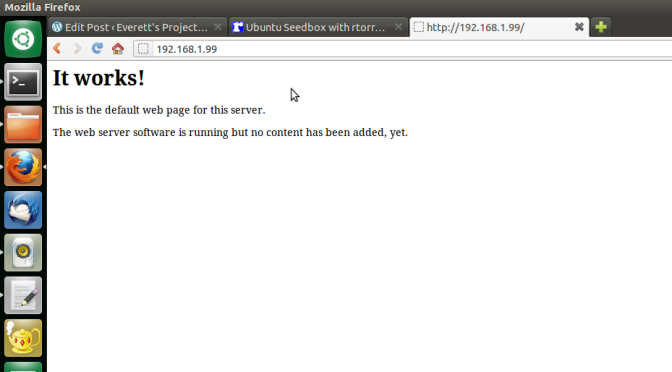 Mozilla Firefox
Edit Post ‹ Everett's Project...
Ubuntu Seedbox with rtorr...
http://192.168.1.99/
192.168.1.99
It works!
This is the default web page for this server.
The web server software is running but no content has been added, yet.